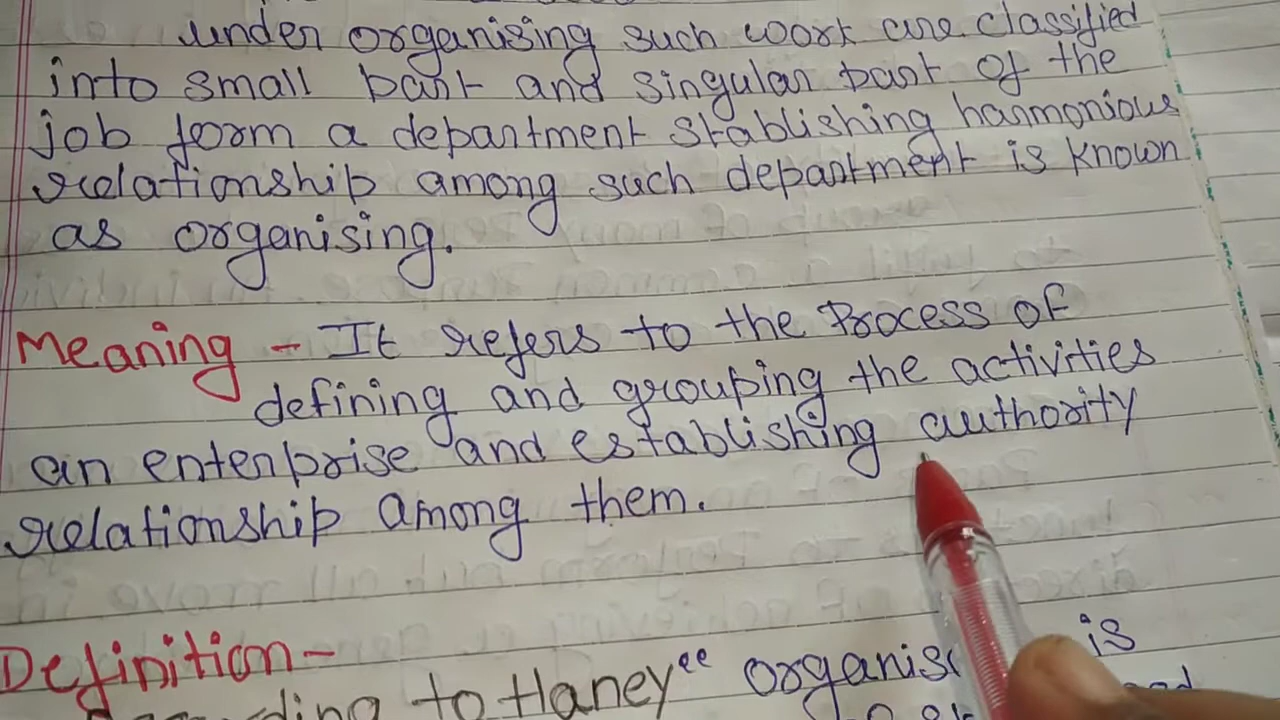 under organising such work are classified
into small part and singular part of the
job form a department stablishing harmonious
relationship among such department is known
as organising.
Meaning - It refers to the Process of
defining and grouping the activities
an enterprise and establishing authority
relationship among them.
Definition-
to Haney"" organis is